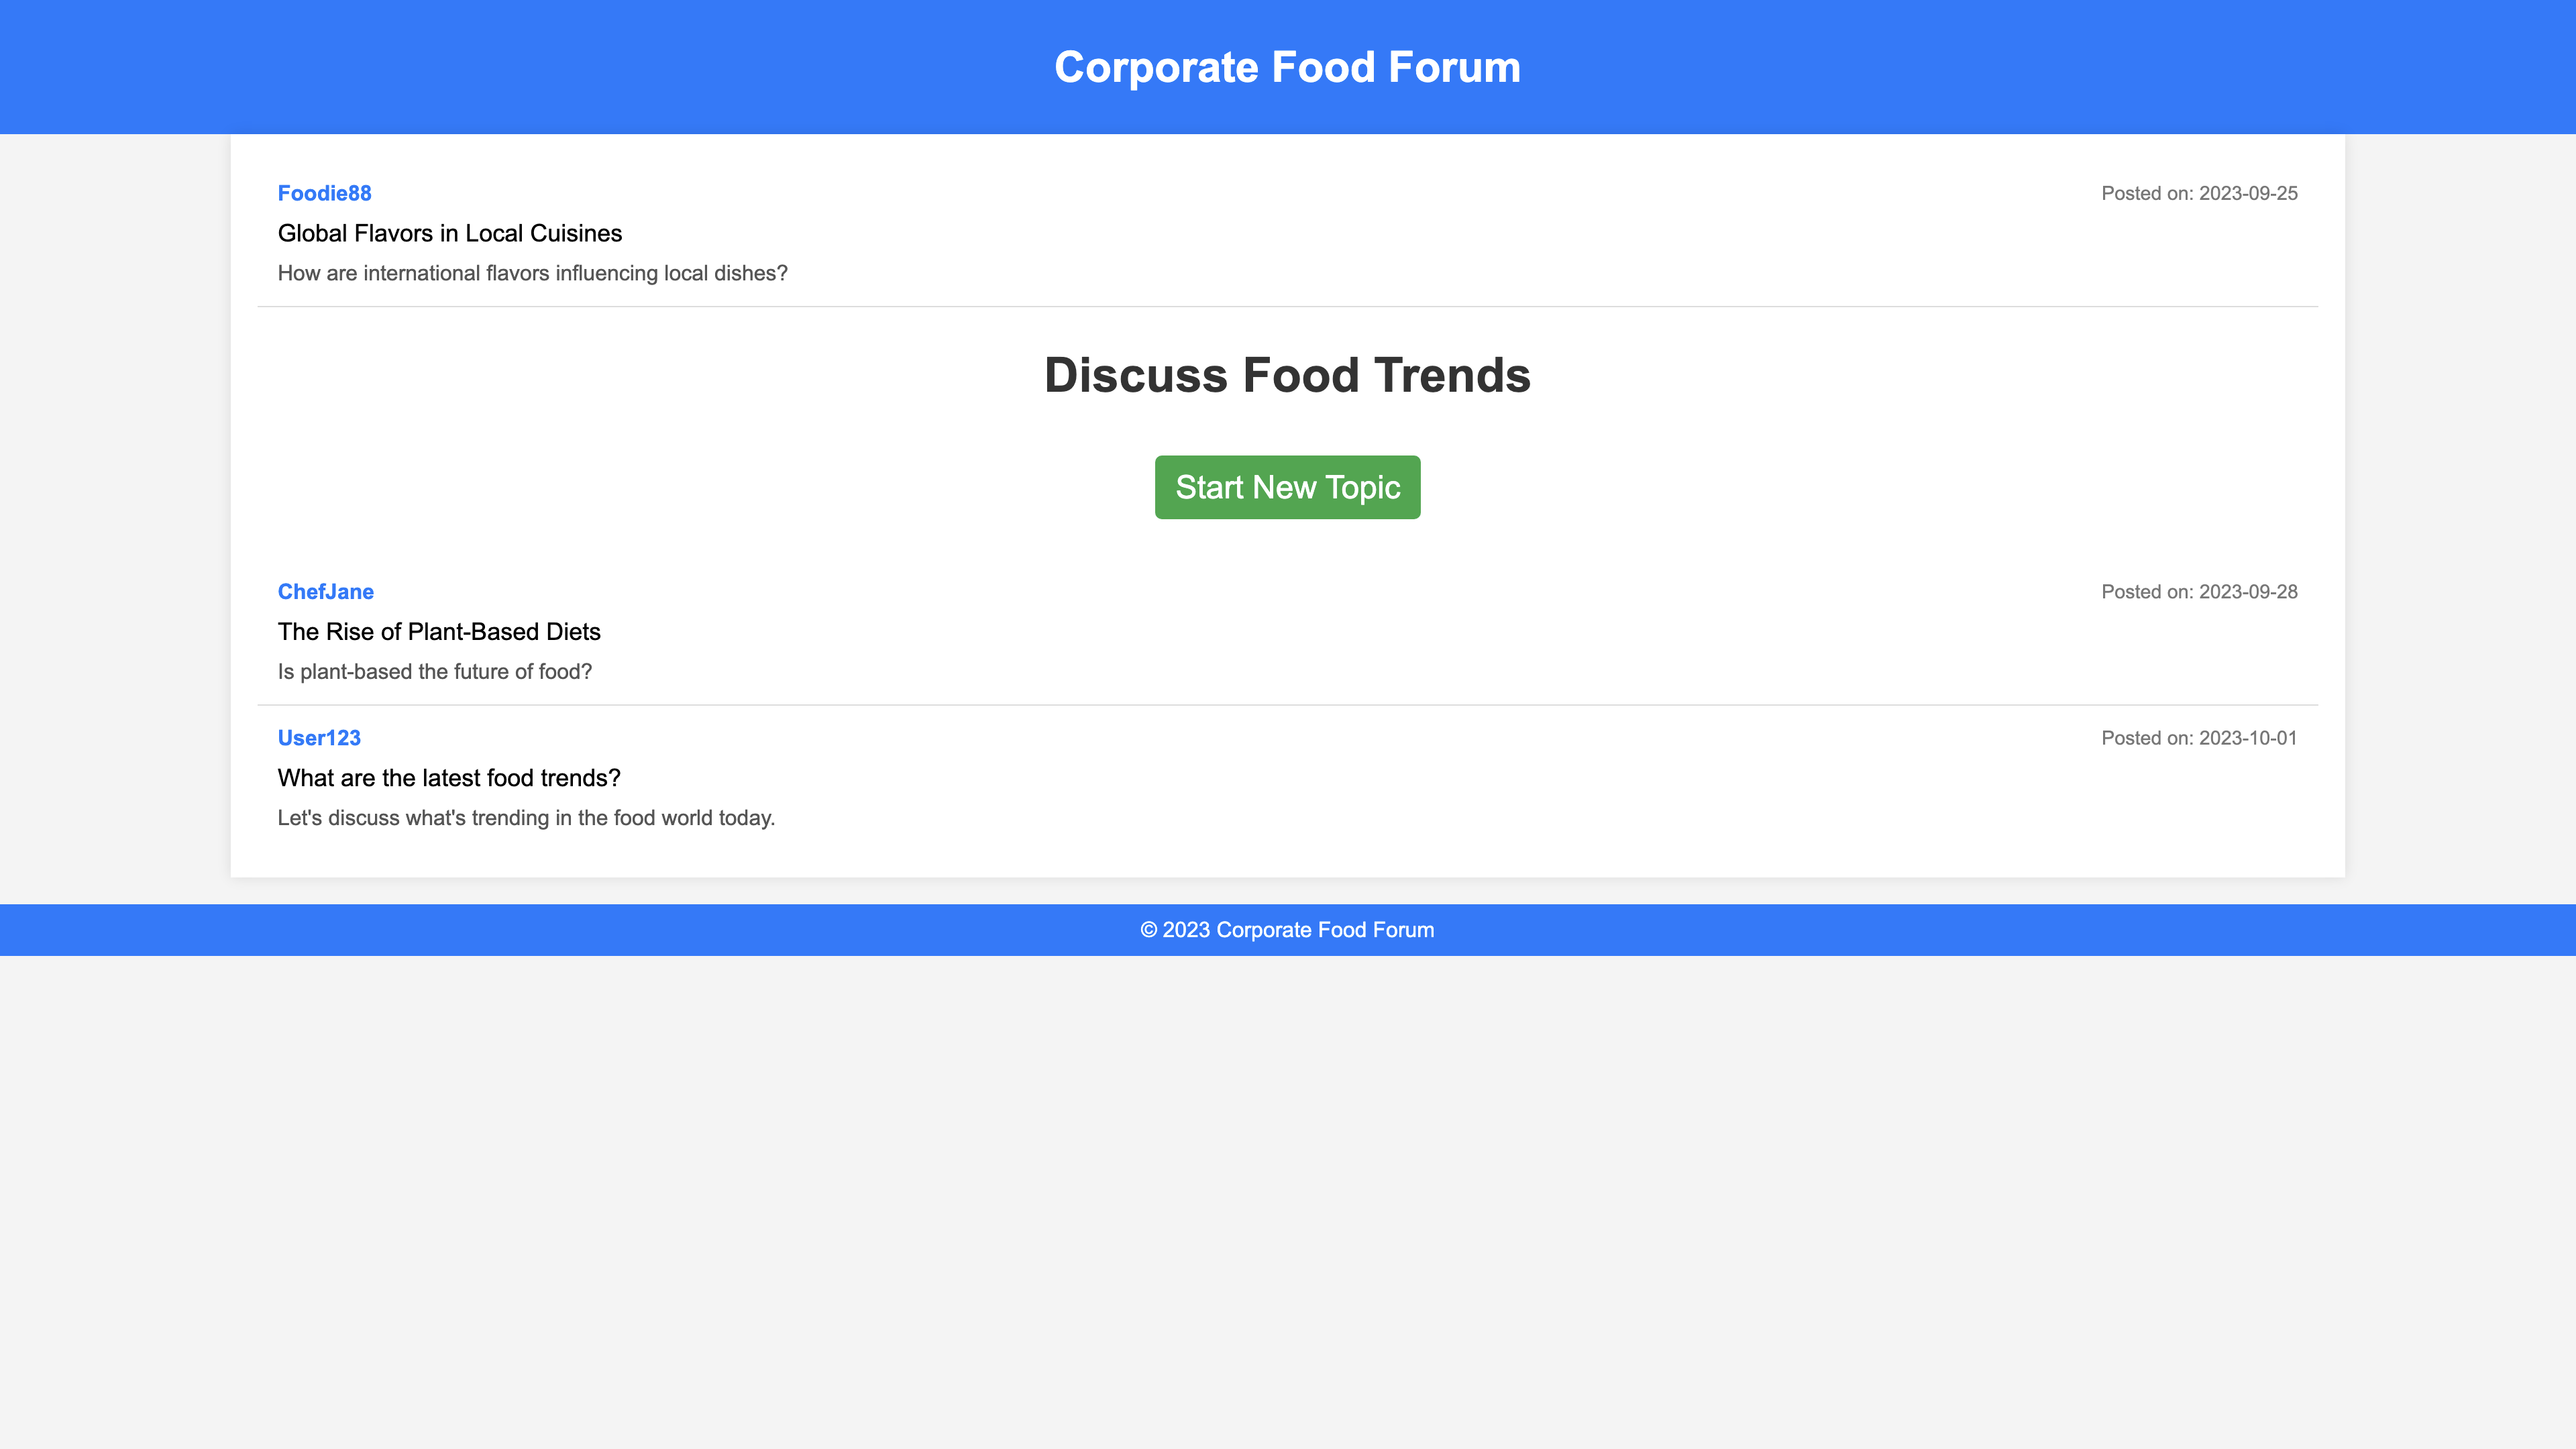 Corporate Food Forum
Foodie88
Posted on: 2023-09-25
Global Flavors in Local Cuisines
How are international flavors influencing local dishes?
Discuss Food Trends
Start New Topic
ChefJane
Posted on: 2023-09-28
The Rise of Plant-Based Diets
Is plant-based the future of food?
User123
Posted on: 2023-10-01
What are the latest food trends?
Let's discuss what's trending in the food world today.
© 2023 Corporate Food Forum